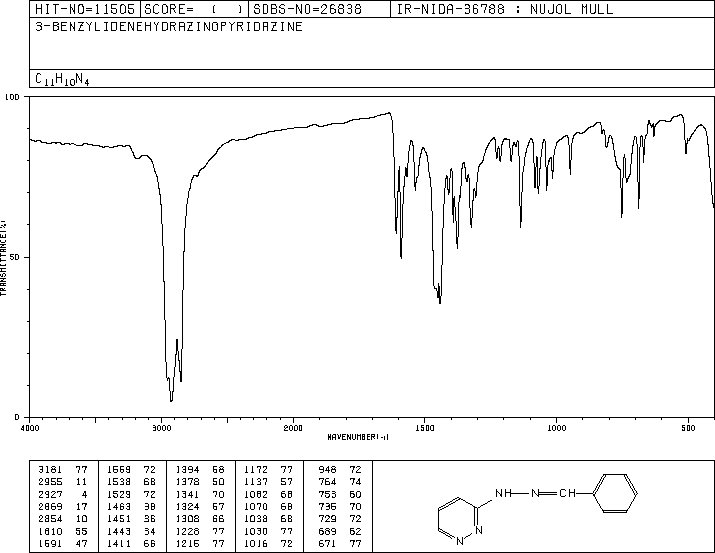 HIT-NO=11505 SCORE= ( ) SDBS-NO=26838 IR-NIDA-36788 : NUJOL MULL
3-BENZYLIDENEHYDRAZINOPYRIDAZINE
C11H10N4
100
50
0
TRANSMITTANCE(%)
4000 3000 2000 1500 1000 500
WAVENUMBER(-1)
3181 77 1569 72 1394 68 1172 77 948 72
2955 11 1538 68 1378 50 1137 57 764 74
2927 4 1529 72 1341 70 1082 68 753 60
2869 17 1463 38 1324 57 1070 68 735 70
2854 10 1451 36 1308 66 1038 68 729 72
1610 55 1443 34 1228 77 1030 77 689 62
1591 47 1411 68 1215 77 1016 72 671 77
NH N CH
N
N